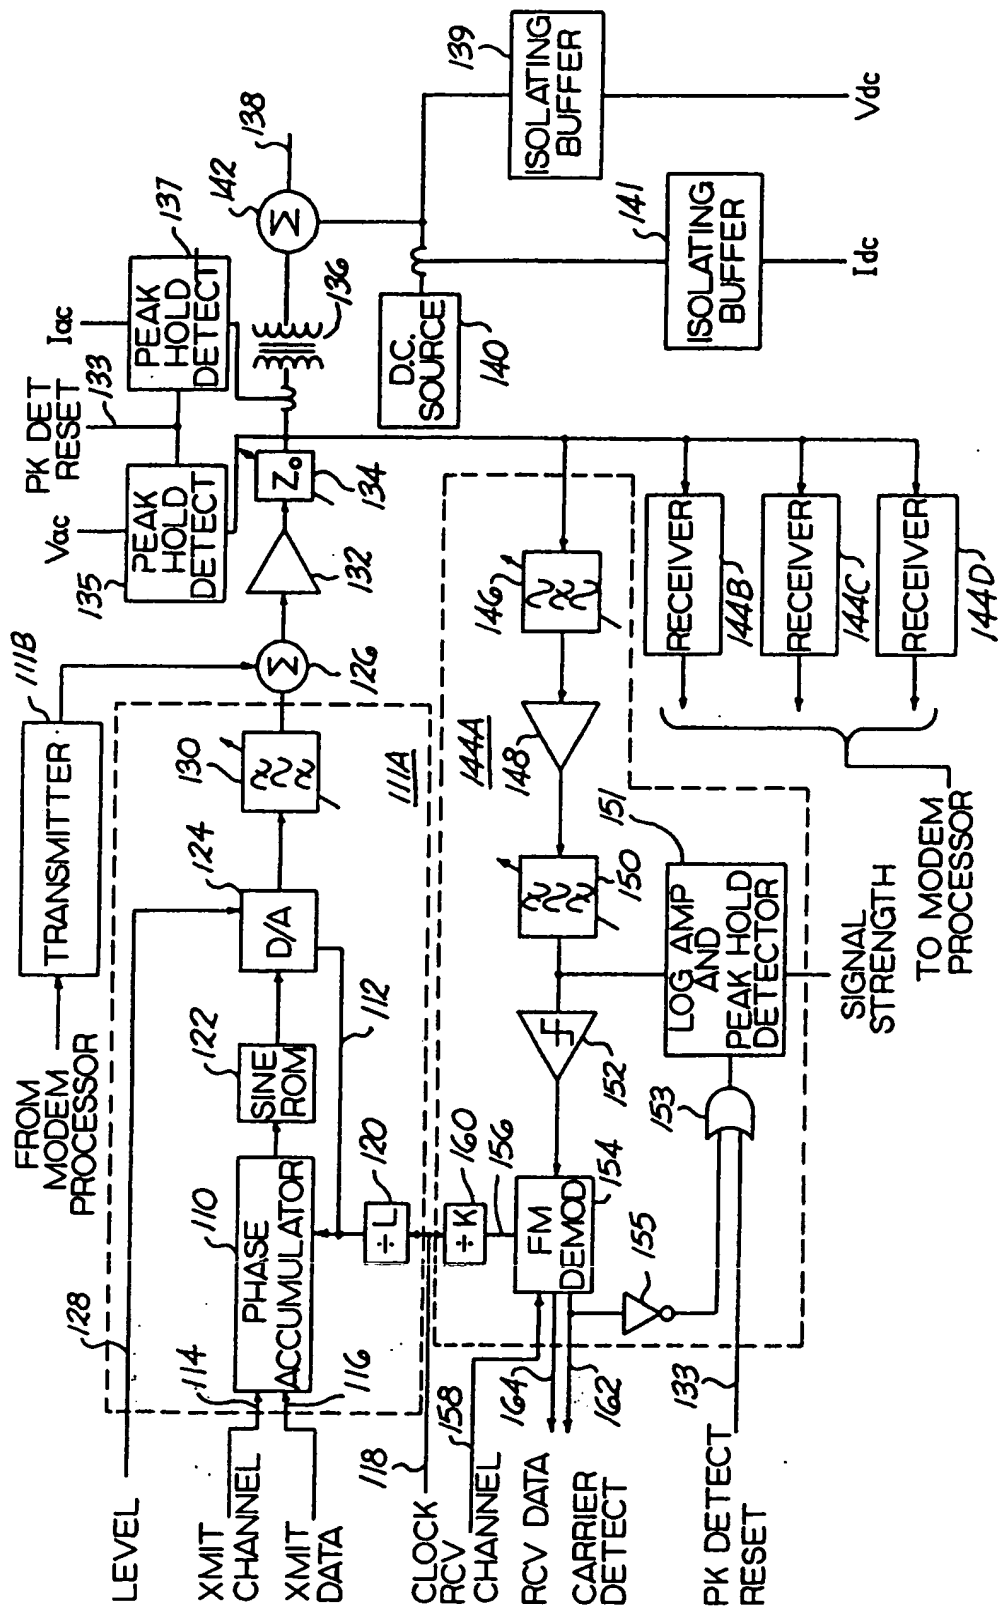 LEVEL
128
XMIT
CHANNEL
114
XMIT
DATA
116
FROM
MODEM
PROCESSOR
TRANSMITTER
111B
PHASE
ACCUMULATOR
110
SINE
ROM
122
D/A
124
130
112
÷L
120
111A
Σ
126
132
Zo
134
Vac
PEAK
HOLD
DETECT
135
PK DET
RESET
133
Iac
PEAK
HOLD
DETECT
137
136
Σ
142
138
D.C.
SOURCE
140
ISOLATING
BUFFER
139
Vdc
ISOLATING
BUFFER
141
Idc
118
CLOCK
RCV
CHANNEL
158
RCV DATA
164
CARRIER
DETECT
162
÷K
160
156
FM
DEMOD
154
155
152
150
148
144A
146
153
LOG AMP
AND
PEAK HOLD
DETECTOR
151
SIGNAL
STRENGTH
PK DETECT
RESET
133
RECEIVER
144B
RECEIVER
144C
RECEIVER
144D
TO MODEM
PROCESSOR